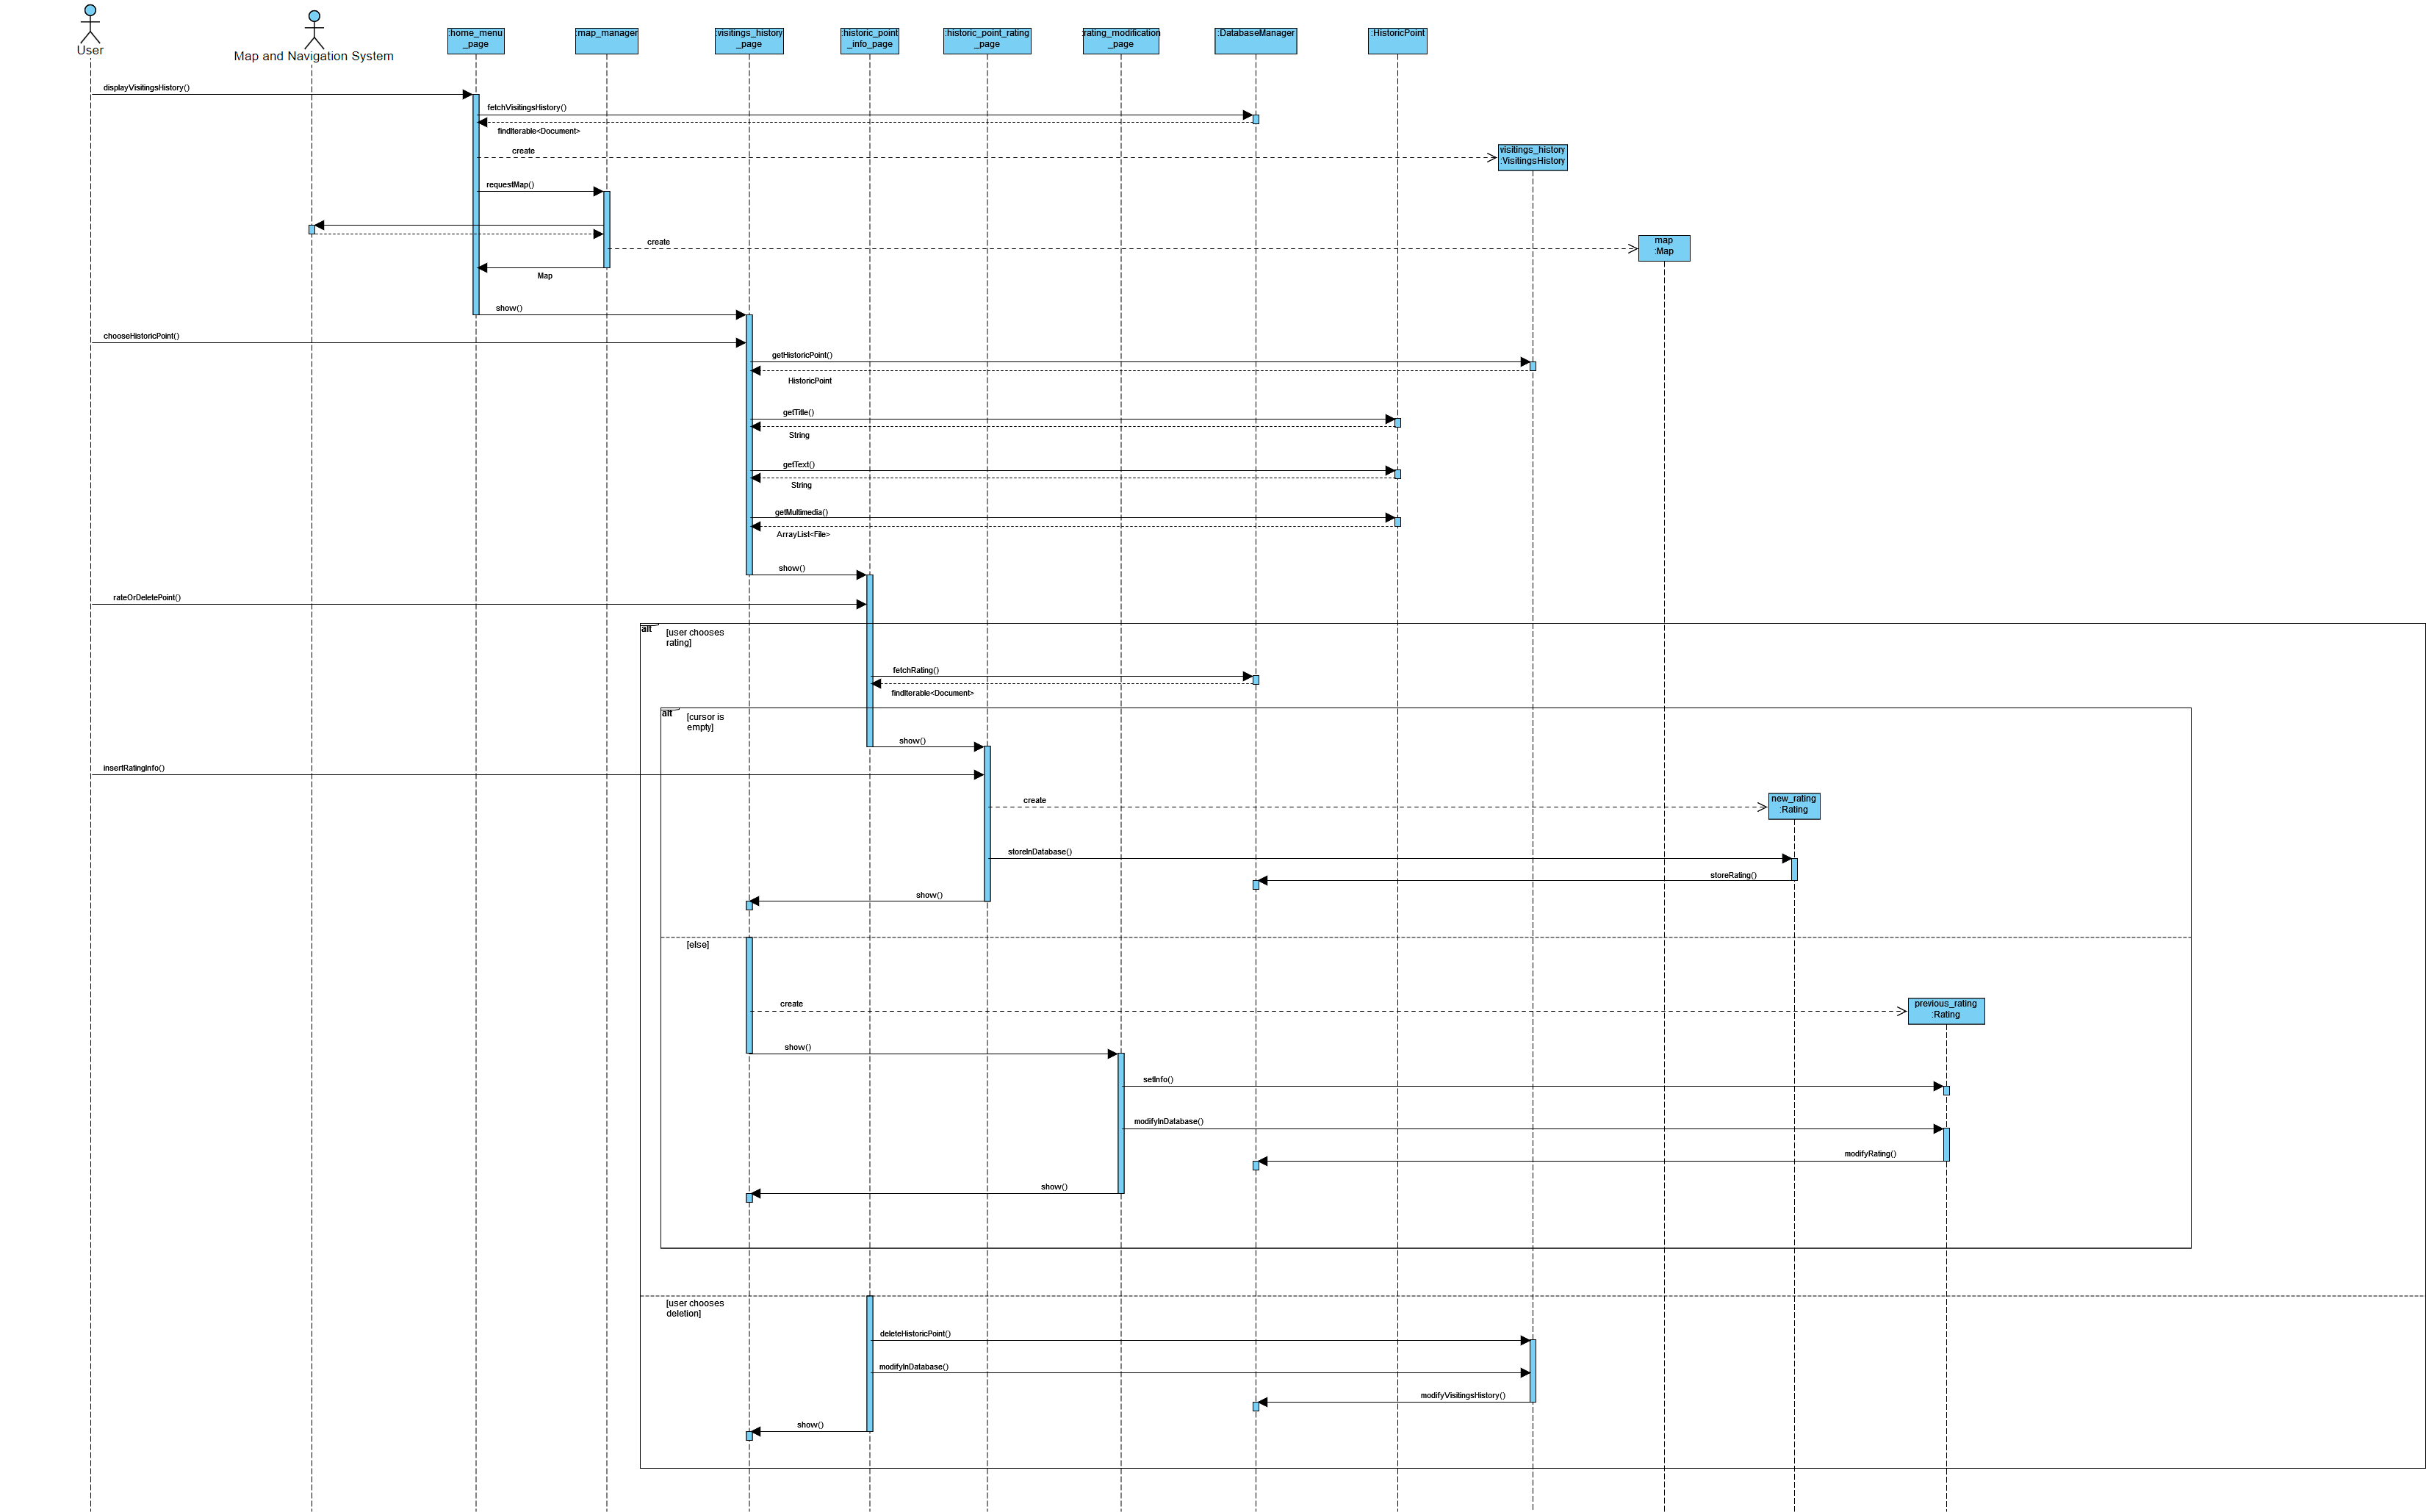 User
Map and Navigation System
:home_menu
_page
:map_manager
:visitings_history
_page
:historic_point
_info_page
:historic_point_rating
_page
:rating_modification
_page
:DatabaseManager
:HistoricPoint
displayVisitingsHistory()
fetchVisitingsHistory()
findIterable<Document>
create
visitings_history
:VisitingsHistory
requestMap()
create
map
:Map
Map
show()
chooseHistoricPoint()
getHistoricPoint()
HistoricPoint
getTitle()
String
getText()
String
getMultimedia()
ArrayList<File>
show()
rateOrDeletePoint()
alt
[user chooses
rating]
fetchRating()
findIterable<Document>
alt
[cursor is
empty]
show()
insertRatingInfo()
create
new_rating
:Rating
storeInDatabase()
storeRating()
show()
[else]
create
previous_rating
:Rating
show()
setInfo()
modifyInDatabase()
modifyRating()
show()
[user chooses
deletion]
deleteHistoricPoint()
modifyInDatabase()
modifyVisitingsHistory()
show()